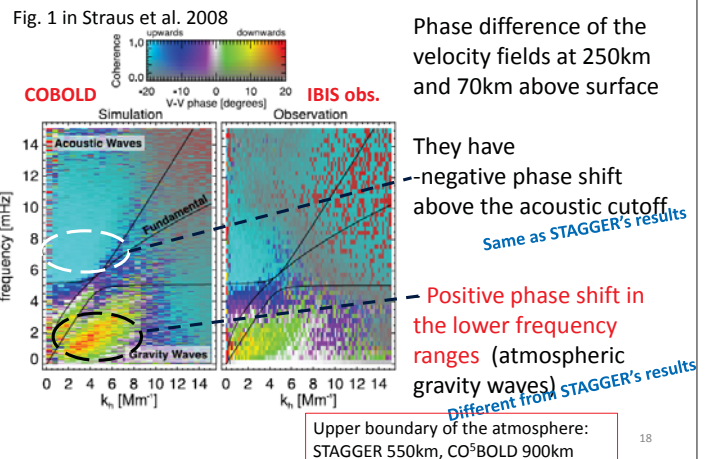 Fig. 1 in Straus et al. 2008
upwards downwards
Coherence
1.0
0.0
-20 -10 0 10 20
V-V phase [degrees]
COBOLD
IBIS obs.
Simulation
Observation
Acoustic Waves
Fundamental
Gravity Waves
frequency [mHz]
14
12
10
8
6
4
2
0
0 2 4 6 8 10 12 14
0 2 4 6 8 10 12 14
kₕ [Mm⁻¹]
kₕ [Mm⁻¹]
Phase difference of the
velocity fields at 250km
and 70km above surface
They have
-negative phase shift
above the acoustic cutoff
Same as STAGGER's results
- Positive phase shift in
the lower frequency
ranges (atmospheric
gravity waves)
Different from STAGGER's results
Upper boundary of the atmosphere:
STAGGER 550km, CO⁵BOLD 900km
18